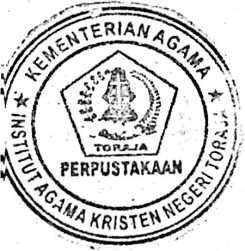 KEMENTERIAN AGAMA
TORAJA
PERPUSTAKAAN
INSTITUT AGAMA KRISTEN NEGERI TORAJA